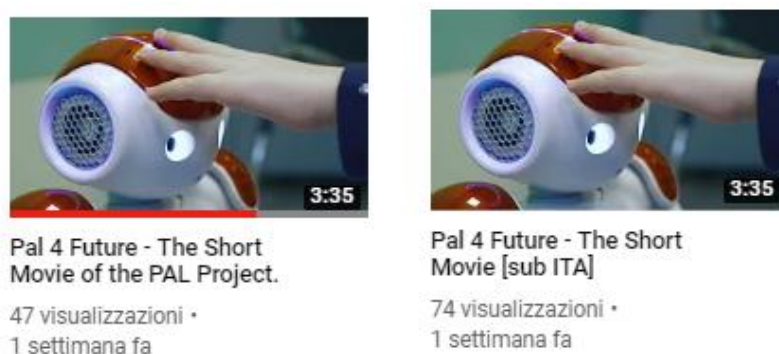 3:35
Pal 4 Future - The Short
Movie of the PAL Project.
47 visualizzazioni •
1 settimana fa
3:35
Pal 4 Future - The Short
Movie [sub ITA]
74 visualizzazioni •
1 settimana fa